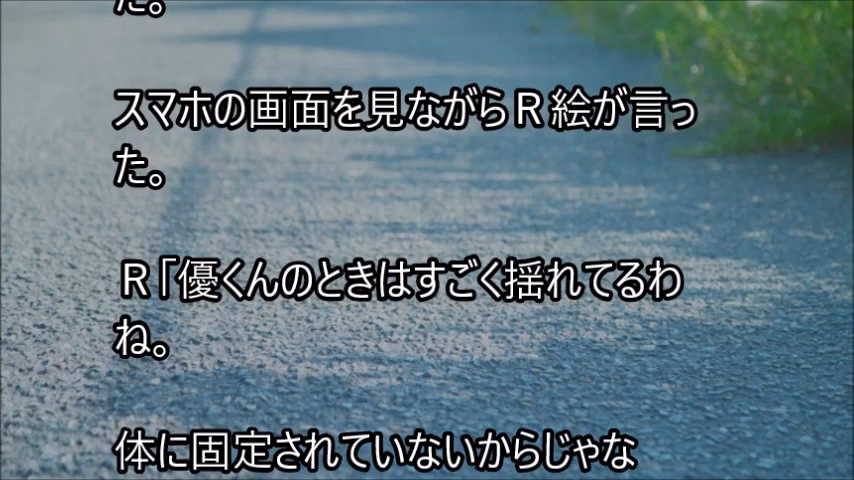 た。
スマホの画面を見ながらＲ絵が言っ
た。
Ｒ「優くんのときはすごく揺れてるわ
ね。
体に固定されていないからじゃな